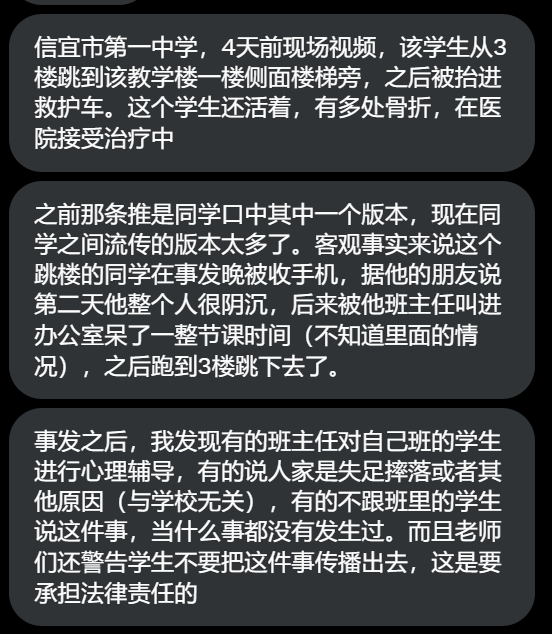 信宜市第一中学，4天前现场视频，该学生从3
楼跳到该教学楼一楼侧面楼梯旁，之后被抬进
救护车。这个学生还活着，有多处骨折，在医
院接受治疗中
之前那条推是同学口中其中一个版本，现在同
学之间流传的版本太多了。客观事实来说这个
跳楼的同学在事发晚被收手机，据他的朋友说
第二天他整个人很阴沉，后来被他班主任叫进
办公室呆了一整节课时间（不知道里面的情
况），之后跑到3楼跳下去了。
事发之后，我发现有的班主任对自己班的学生
进行心理辅导，有的说人家是失足摔落或者其
他原因（与学校无关），有的不跟班里的学生
说这件事，当什么事都没有发生过。而且老师
们还警告学生不要把这件事传播出去，这是要
承担法律责任的